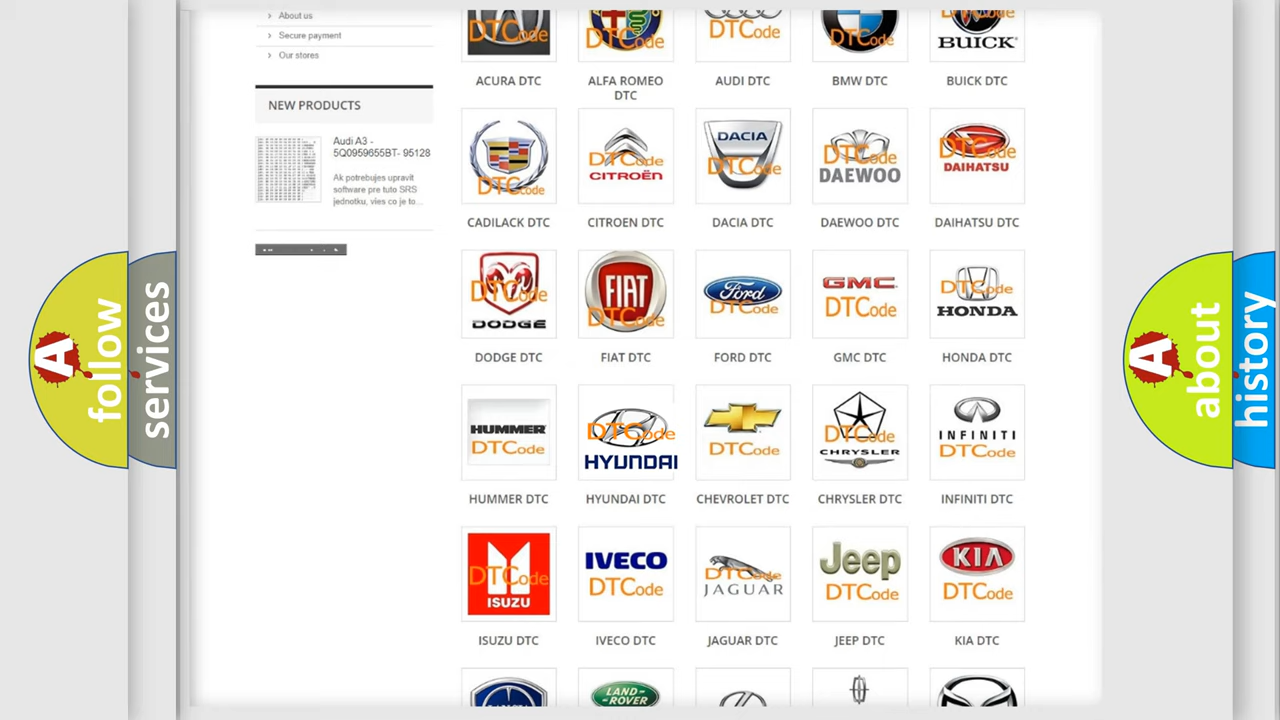 About us
Secure payment
Our stores
NEW PRODUCTS
Audi A3 -
5Q0959655BT- 95128
Ak potrebujes upravit
software pre tuto SRS
jednotku, vies co je to...
DTCode DTCode DTCode DTCode BUICK
ACURA DTC ALFA ROMEO DTC AUDI DTC BMW DTC BUICK DTC
DTCode DTCode CITROËN DACIA DTCode DTCode DAEWOO DTCode DAIHATSU
CADILACK DTC CITROEN DTC DACIA DTC DAEWOO DTC DAIHATSU DTC
DTCode DODGE FIAT DTCode Ford DTCode GMC DTCode DTCode HONDA
DODGE DTC FIAT DTC FORD DTC GMC DTC HONDA DTC
HUMMER DTCode DTCode HYUNDAI DTCode DTCode CHRYSLER INFINITI DTCode
HUMMER DTC HYUNDAI DTC CHEVROLET DTC CHRYSLER DTC INFINITI DTC
DTCode ISUZU IVECO DTCode DTCode JAGUAR Jeep DTCode KIA DTCode
ISUZU DTC IVECO DTC JAGUAR DTC JEEP DTC KIA DTC
LAND-
ROVER
A follow
services
A about
history